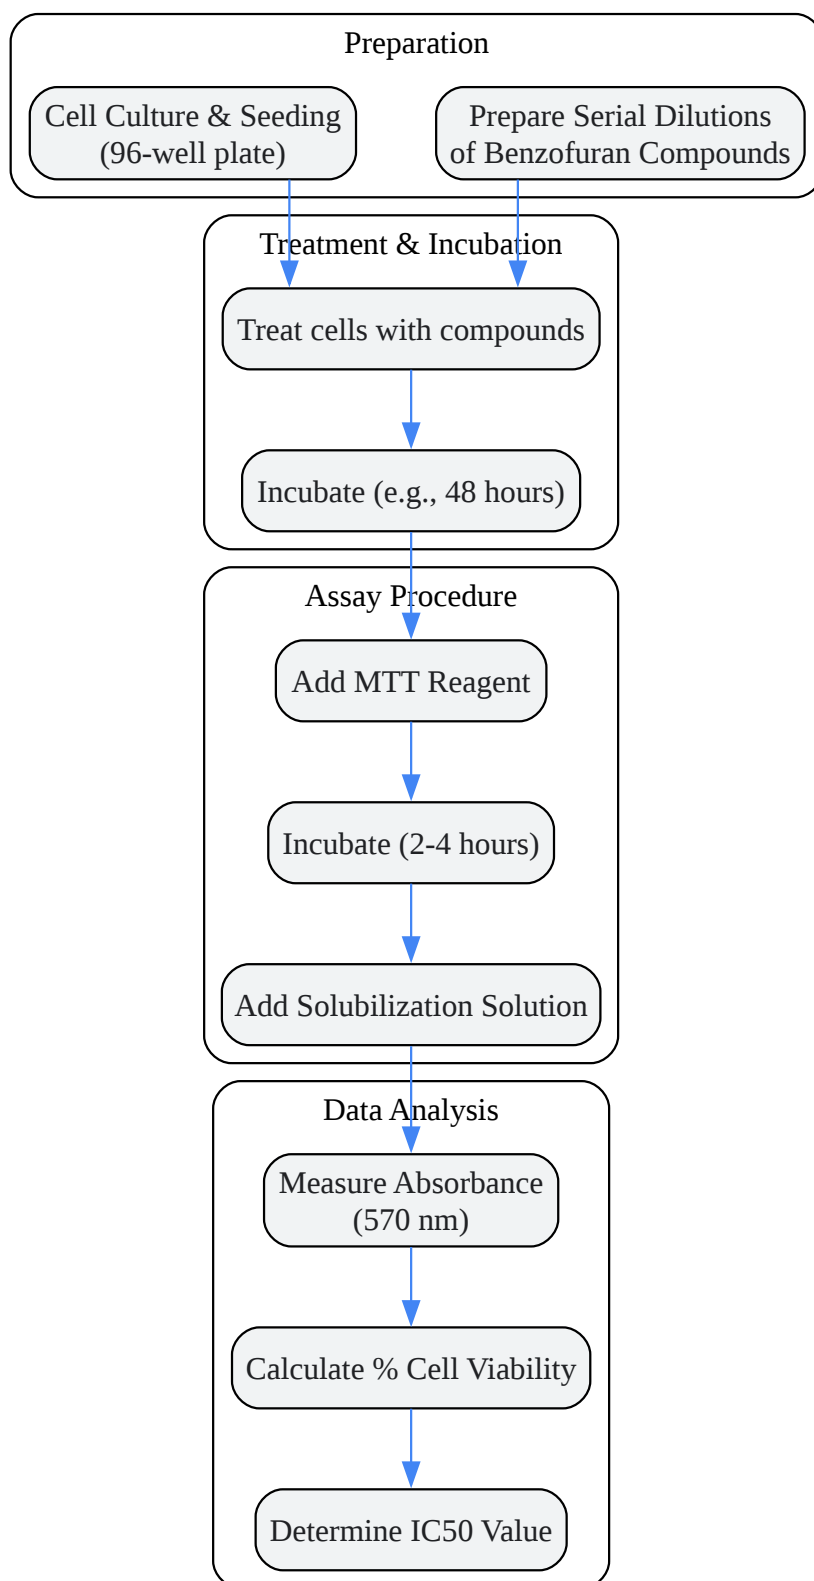 Preparation
Cell Culture & Seeding
(96-well plate)
Prepare Serial Dilutions
of Benzofuran Compounds
Treatment & Incubation
Treat cells with compounds
Incubate (e.g., 48 hours)
Assay Procedure
Add MTT Reagent
Incubate (2-4 hours)
Add Solubilization Solution
Data Analysis
Measure Absorbance
(570 nm)
Calculate % Cell Viability
Determine IC50 Value